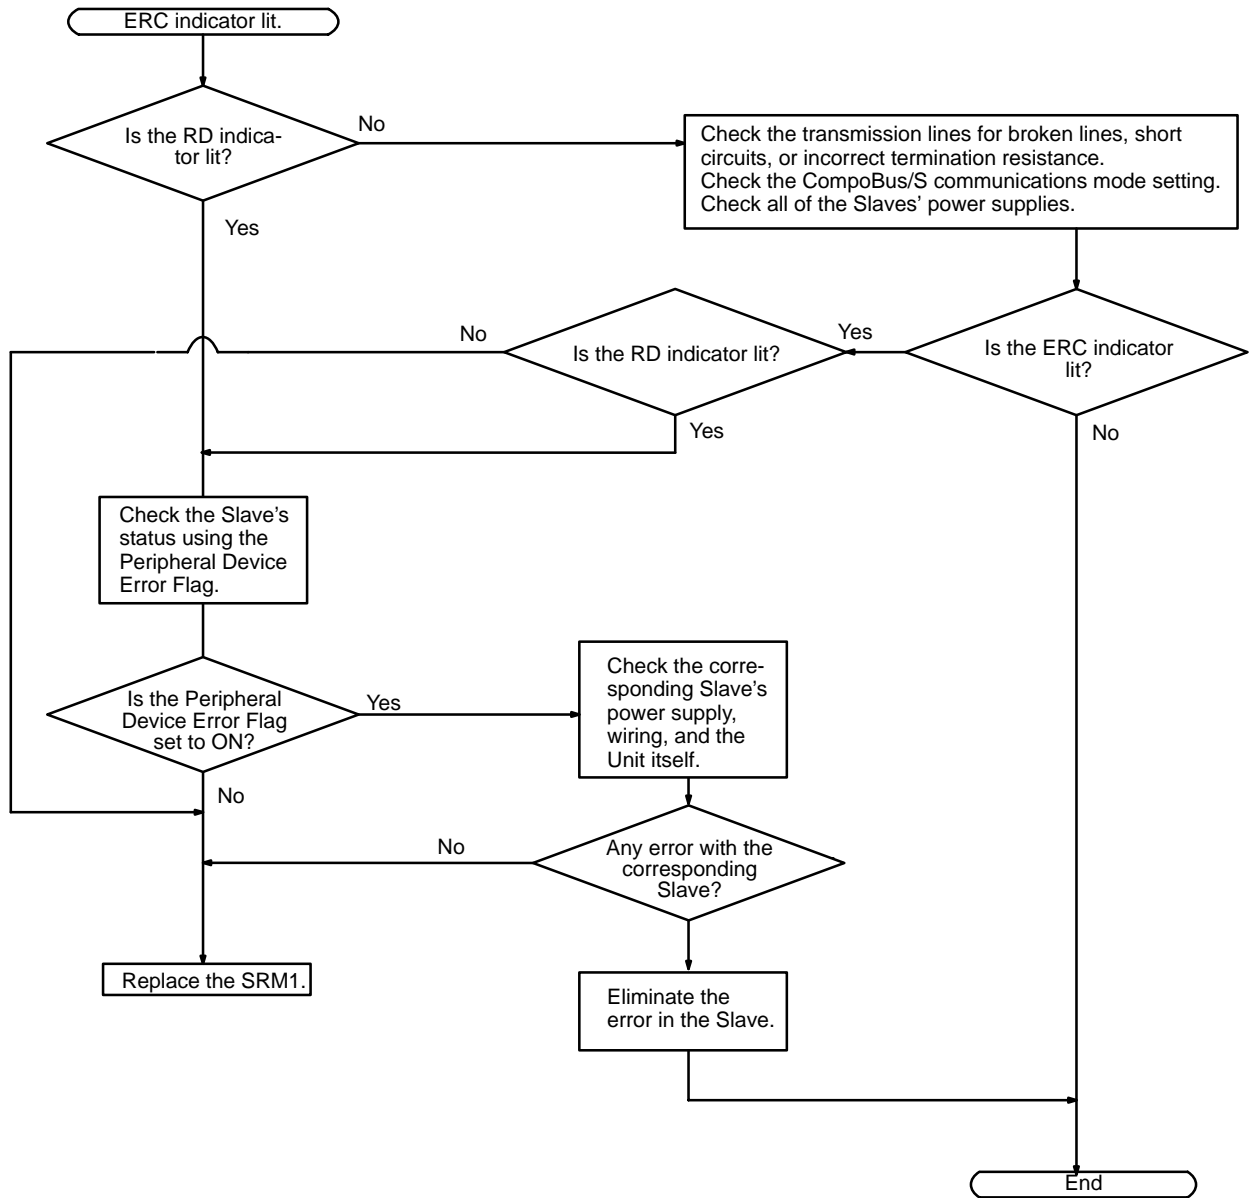 ERC indicator lit.
Is the RD indica-
tor lit?
No
Yes
Check the transmission lines for broken lines, short
circuits, or incorrect termination resistance.
Check the CompoBus/S communications mode setting.
Check all of the Slaves’ power supplies.
Is the ERC indicator
lit?
Yes
No
Is the RD indicator lit?
No
Yes
Check the Slave’s
status using the
Peripheral Device
Error Flag.
Is the Peripheral
Device Error Flag
set to ON?
Yes
No
Check the corre-
sponding Slave’s
power supply,
wiring, and the
Unit itself.
Any error with the
corresponding
Slave?
No
Replace the SRM1.
Eliminate the
error in the Slave.
End